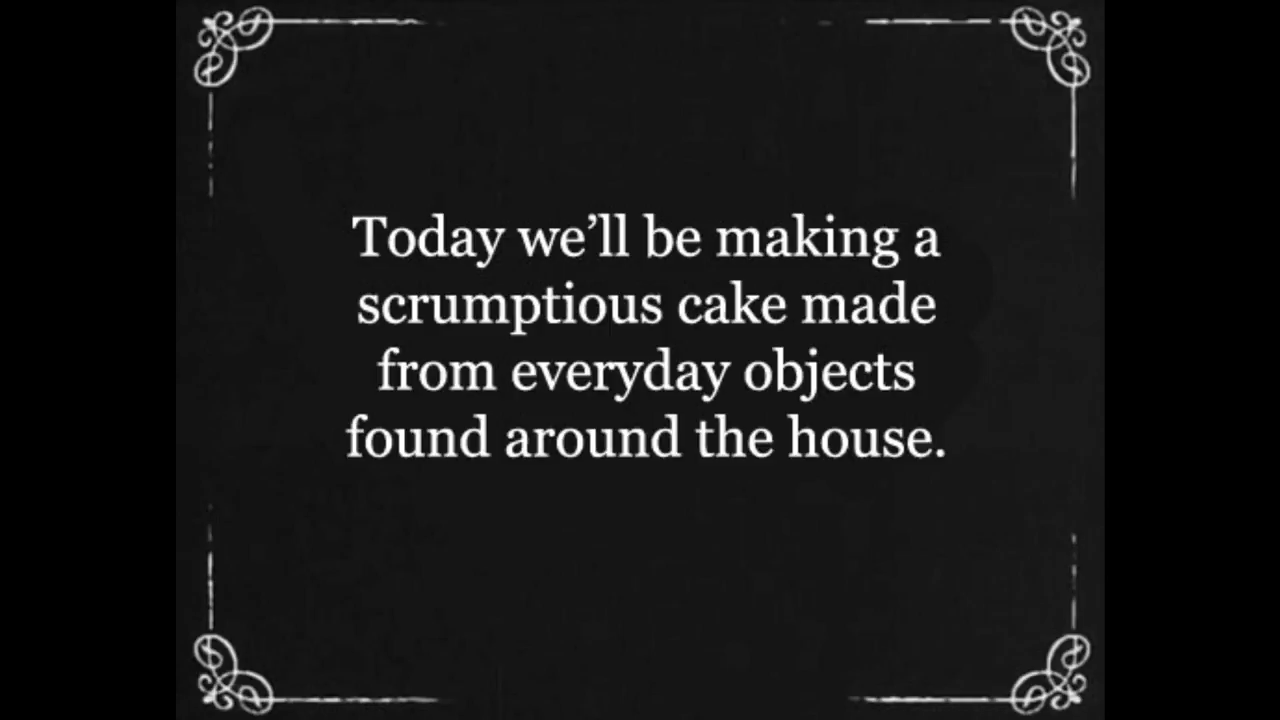 Today we’ll be making a
scrumptious cake made
from everyday objects
found around the house.